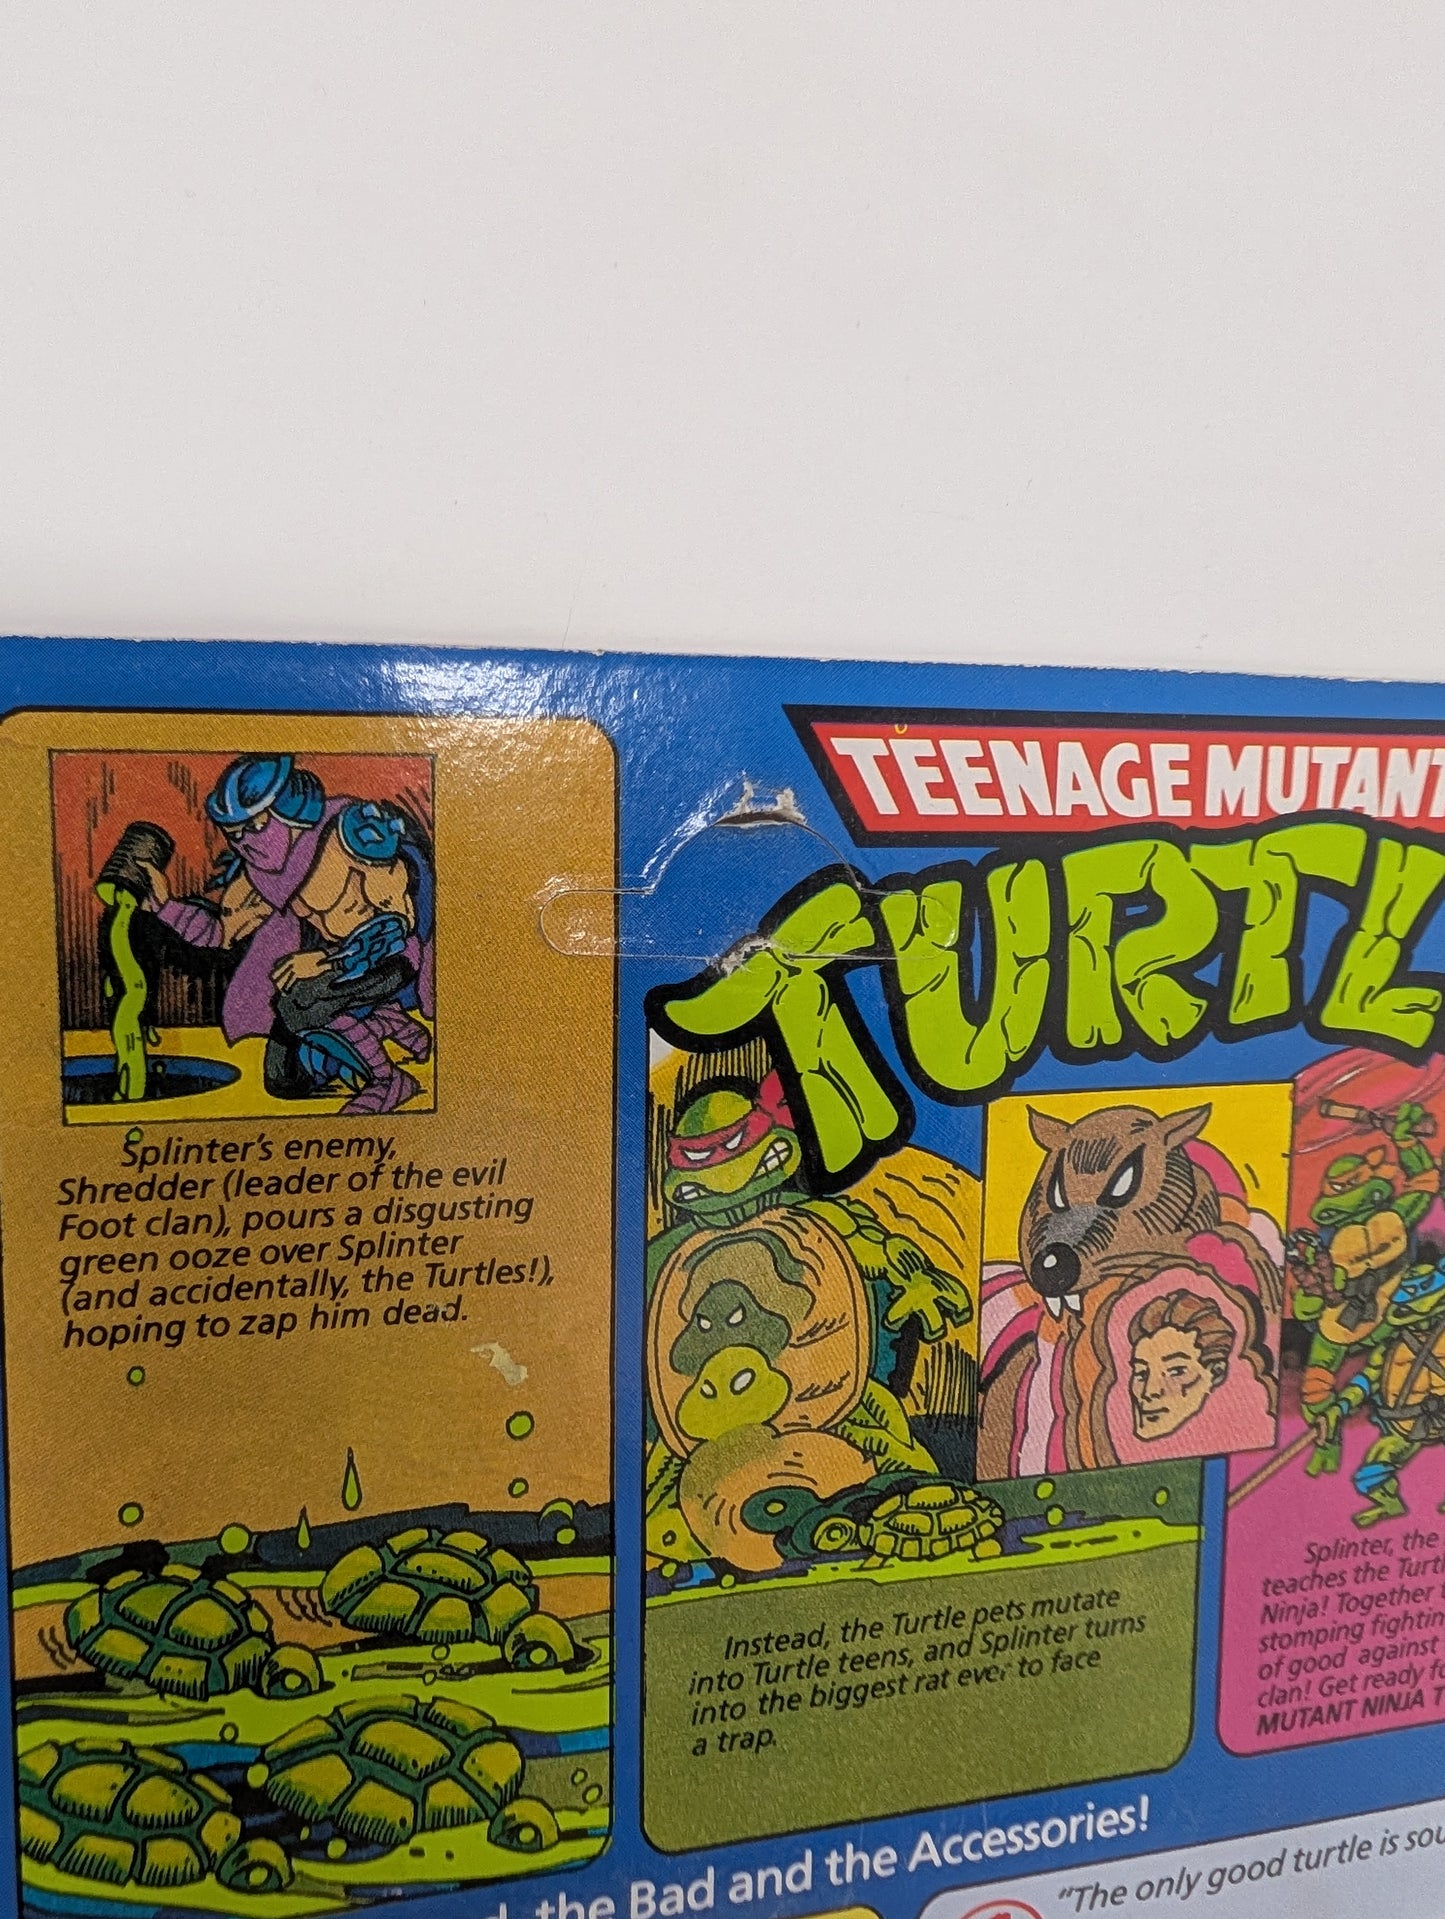 TEENAGE MUTANT
TURTL
Splinter's enemy,
Shredder (leader of the evil
Foot clan), pours a disgusting
green ooze over Splinter
(and accidentally, the Turtles!),
hoping to zap him dead.
Instead, the Turtle pets mutate
into Turtle teens, and Splinter turns
into the biggest rat ever to face
a trap.
Splinter, the
teaches the Turtl
Ninja! Together
stomping fightin
of good against
clan! Get ready fo
MUTANT NINJA T
the Bad and the Accessories!
"The only good turtle is sou